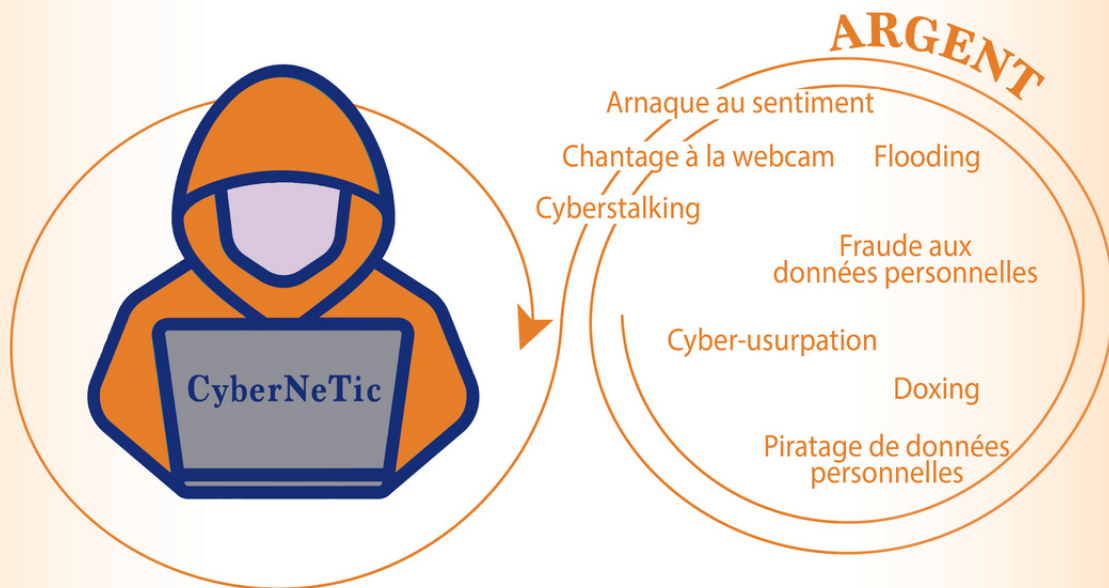 ARGENT
Arnaque au sentiment
Chantage à la webcam
Flooding
Cyberstalking
Fraude aux
données personnelles
Cyber-usurpation
CyberNeTic
Doxing
Piratage de données
personnelles